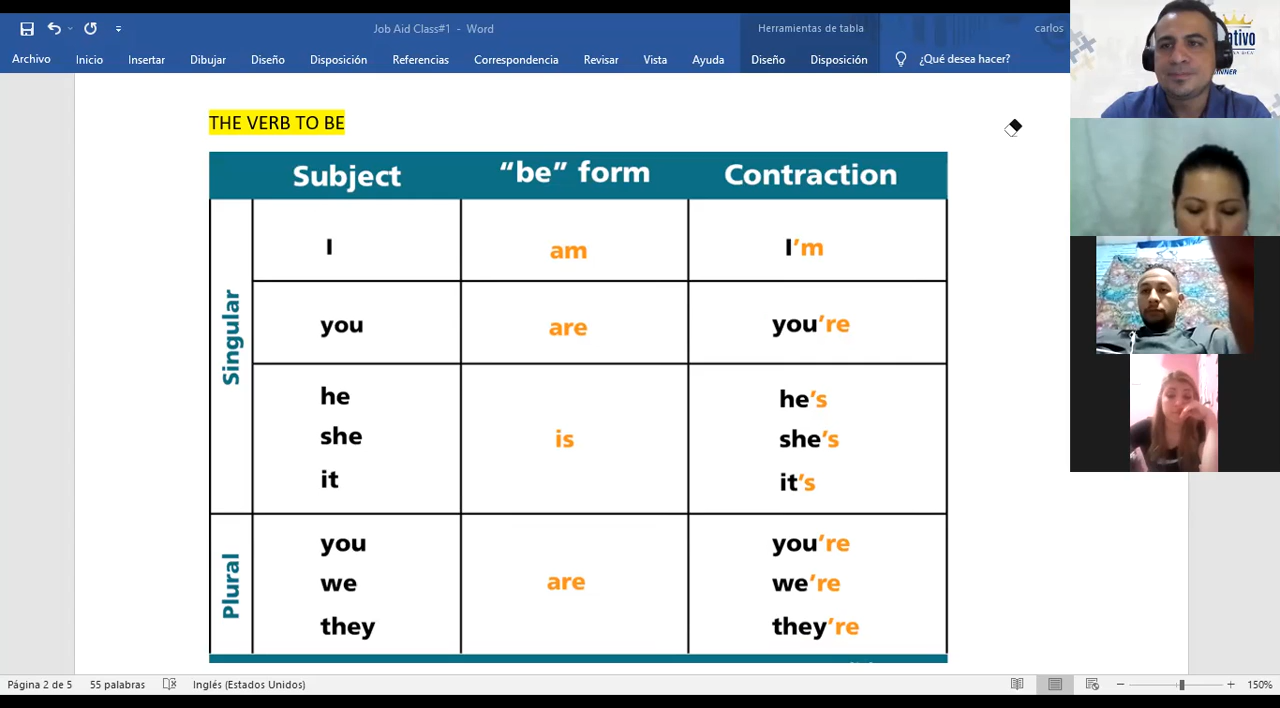 Job Aid Class#1 - Word
Herramientas de tabla
carlos
Archivo Inicio Insertar Dibujar Diseño Disposición Referencias Correspondencia Revisar Vista Ayuda Diseño Disposición ¿Qué desea hacer?
THE VERB TO BE
Subject "be" form Contraction
Singular
I am I'm
you are you're
he he's
she is she's
it it's
Plural
you you're
we are we're
they they're
Página 2 de 5 55 palabras Inglés (Estados Unidos) 150%